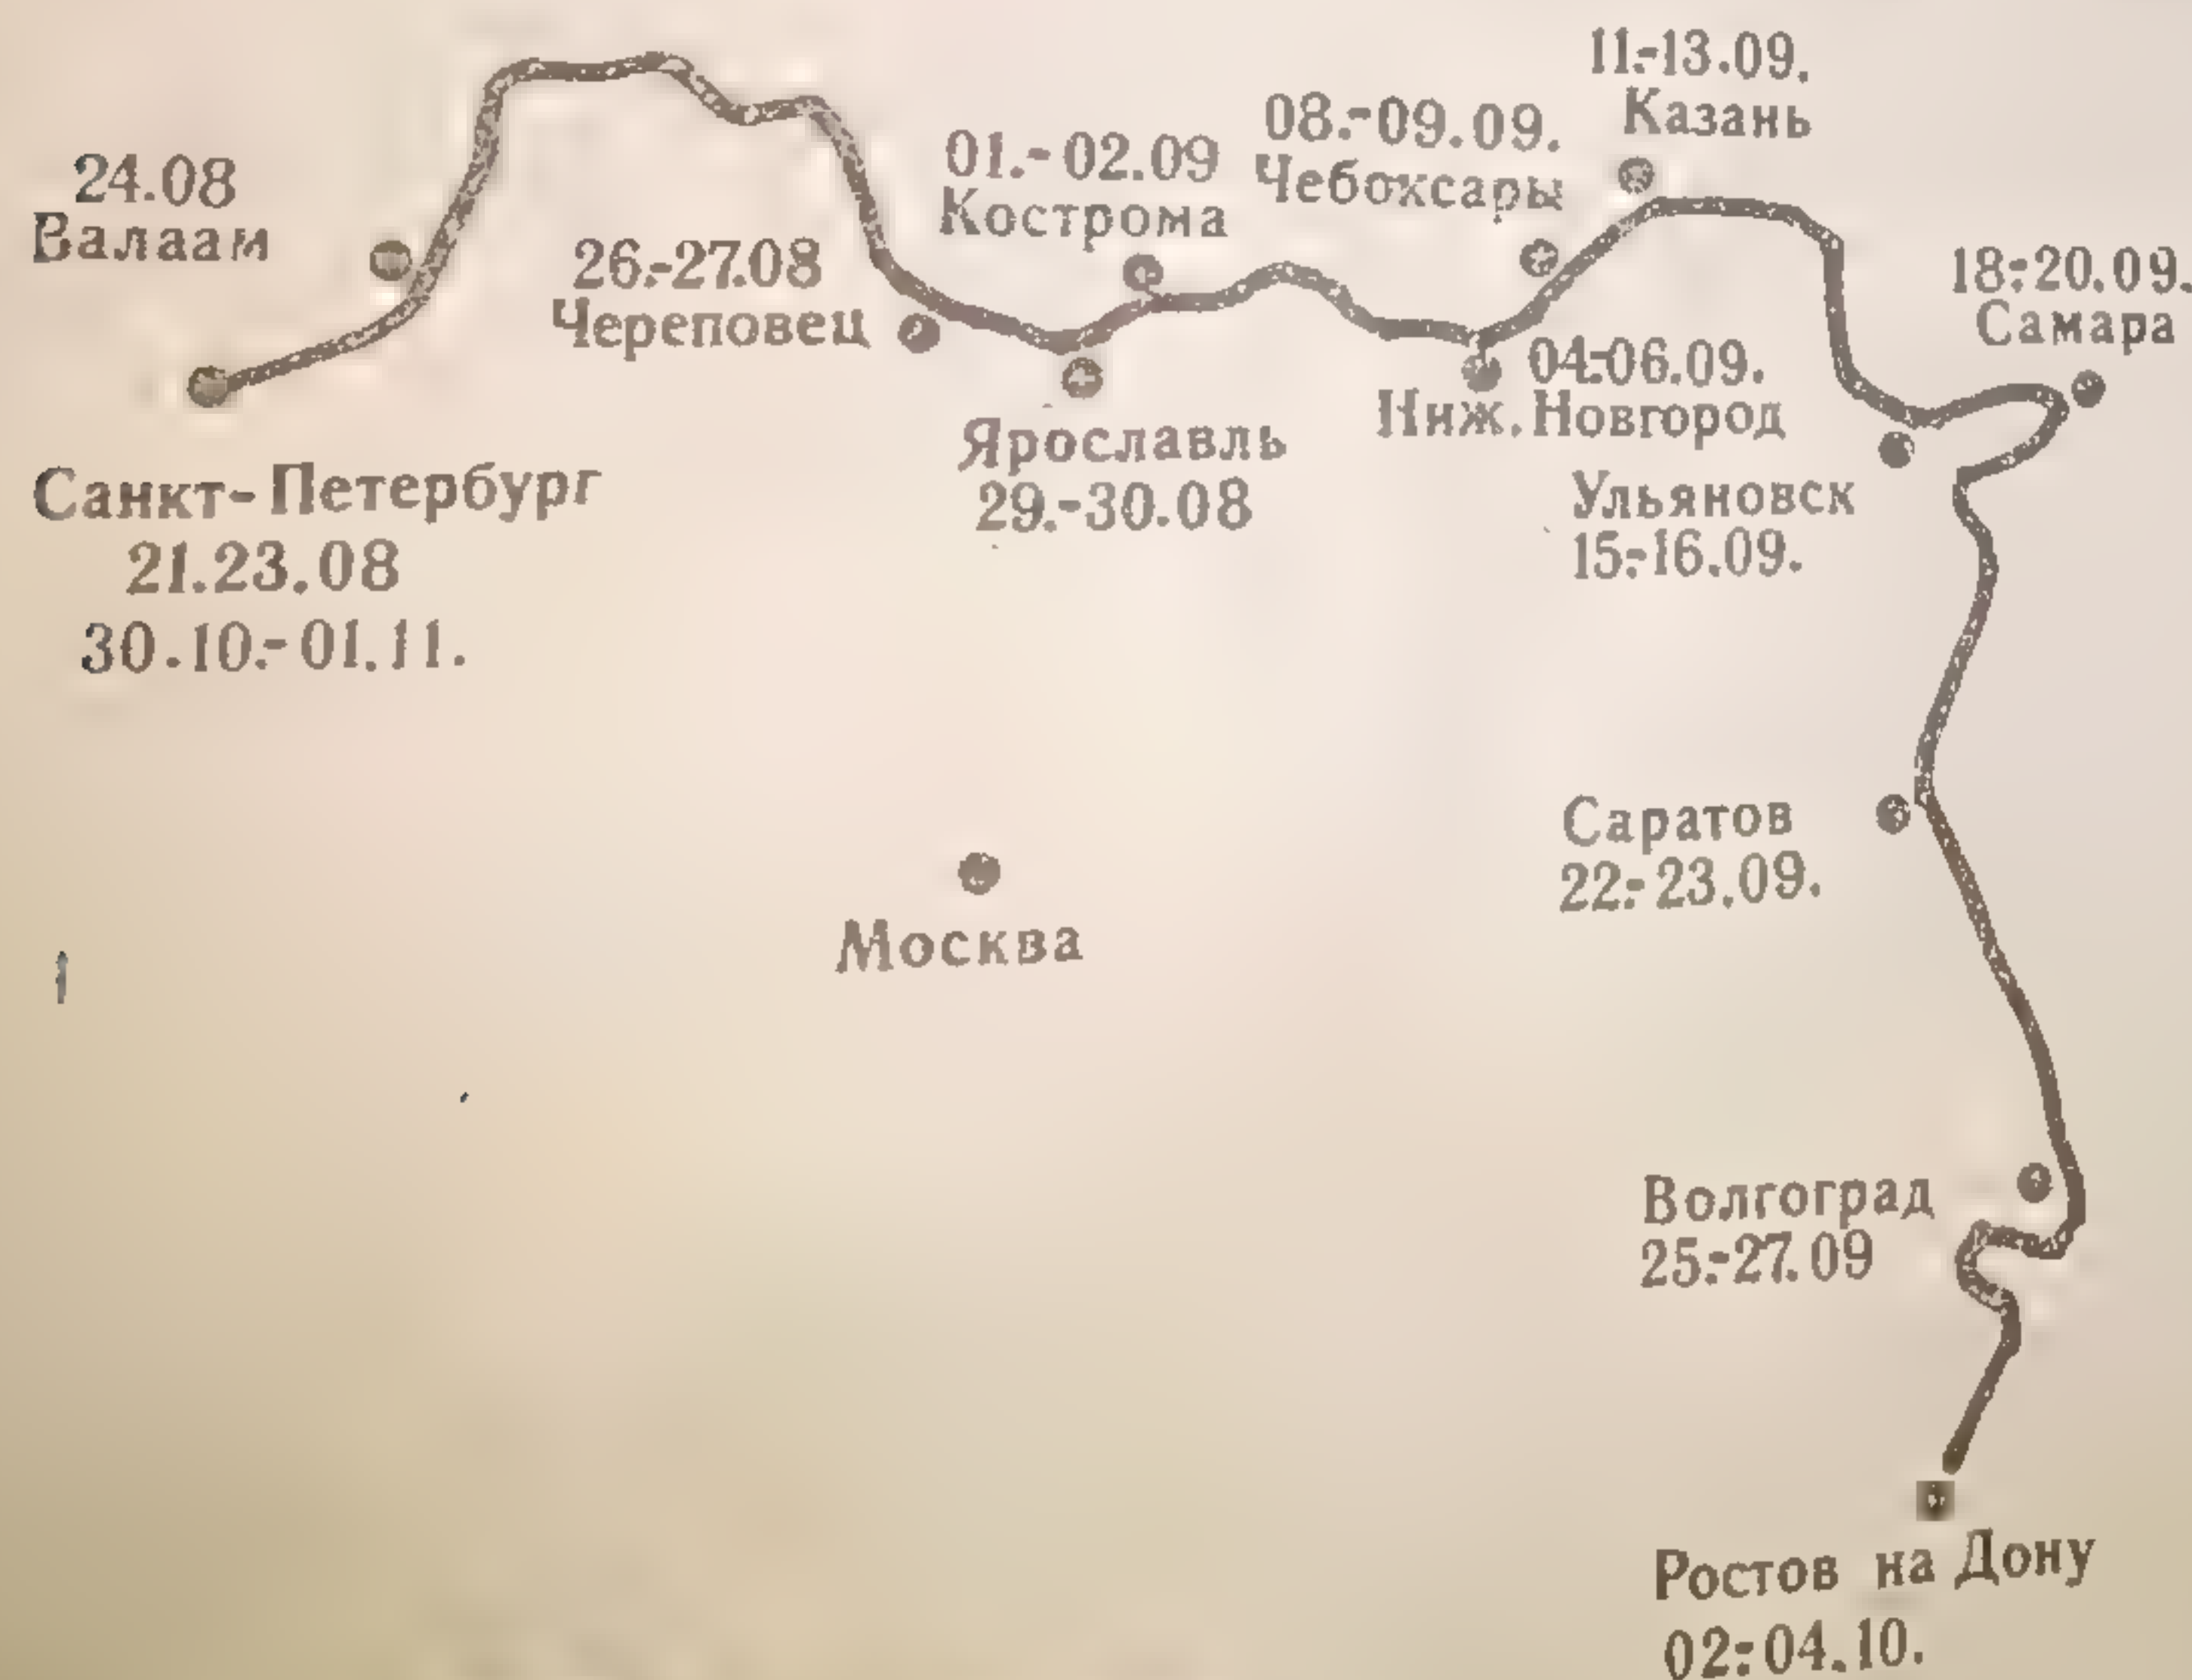 11.-13.09.
Казань
08.-09.09.
Чебоксары
01.-02.09
Кострома
24.08
Валаам
26.-27.08
Череповец
18.-20.09.
Самара
04.-06.09.
Ниж. Новгород
Ярославль
29.-30.08
Санкт-Петербург
21.23.08
30.10.-01.11.
Ульяновск
15.-16.09.
Саратов
22.-23.09.
Москва
Волгоград
25.-27.09
Ростов на Дону
02.-04.10.